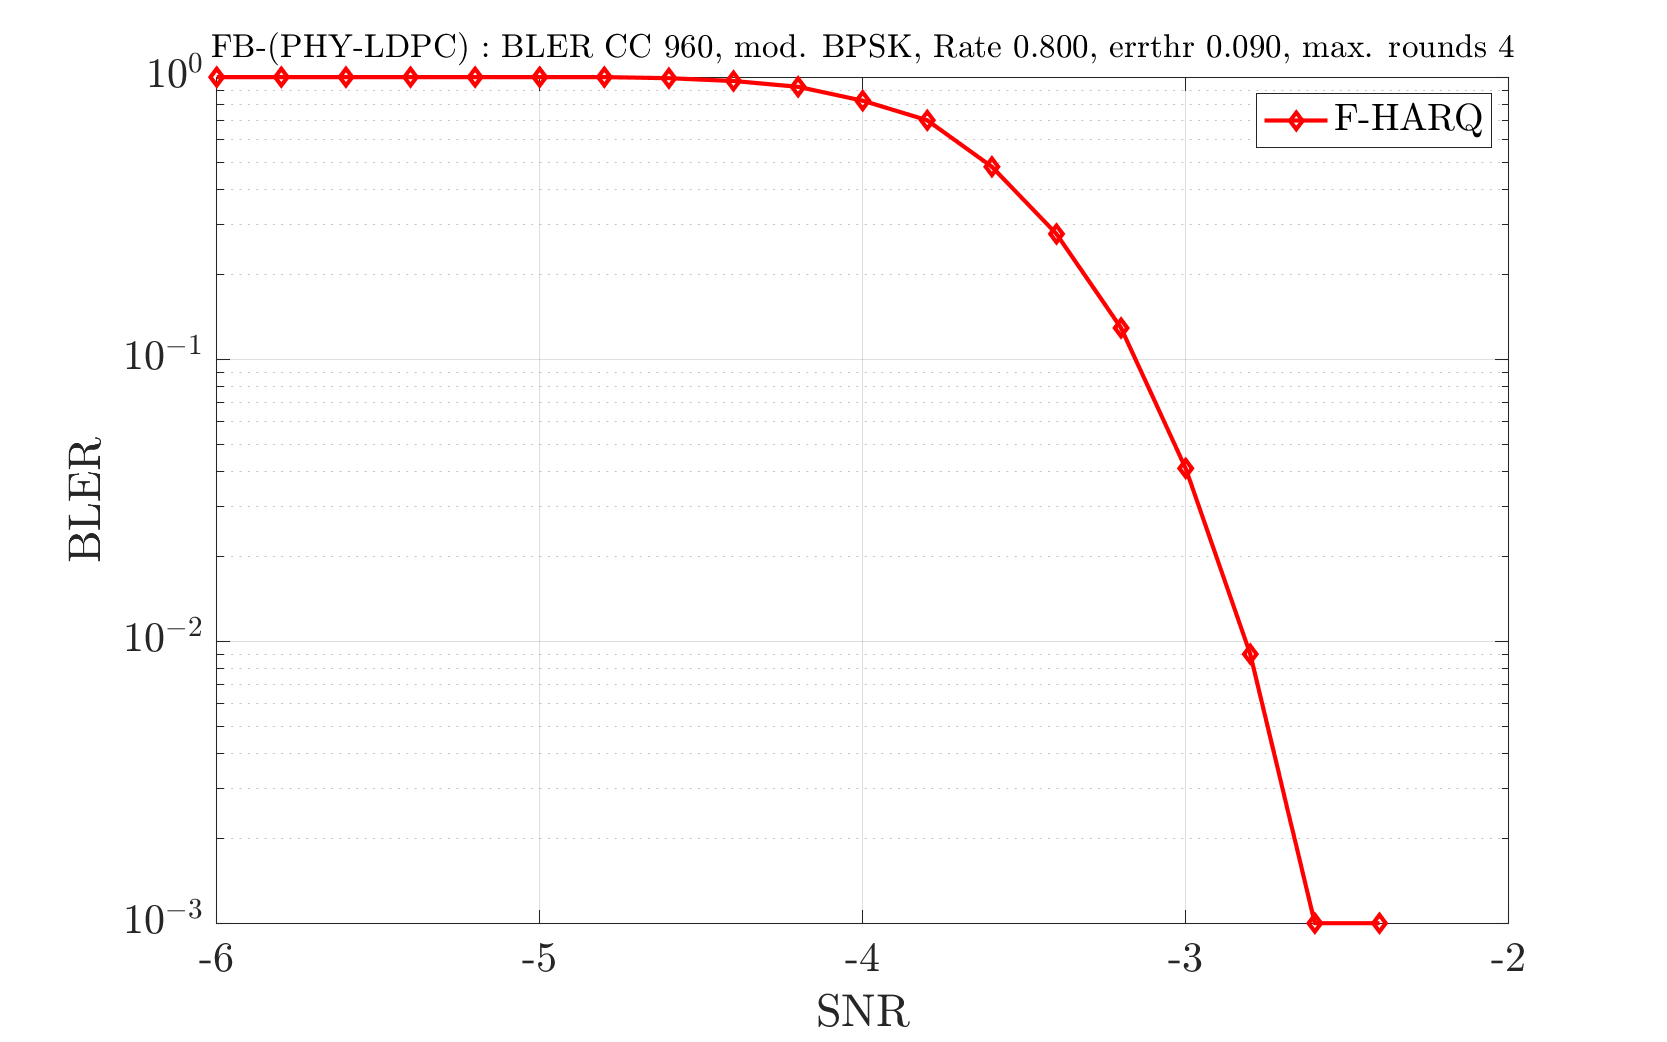 FB-(PHY-LDPC) : BLER CC 960, mod. BPSK, Rate 0.800, errthr 0.090, max. rounds 4
10^0
F-HARQ
10^{-1}
BLER
10^{-2}
10^{-3}
-6 -5 -4 -3 -2
SNR